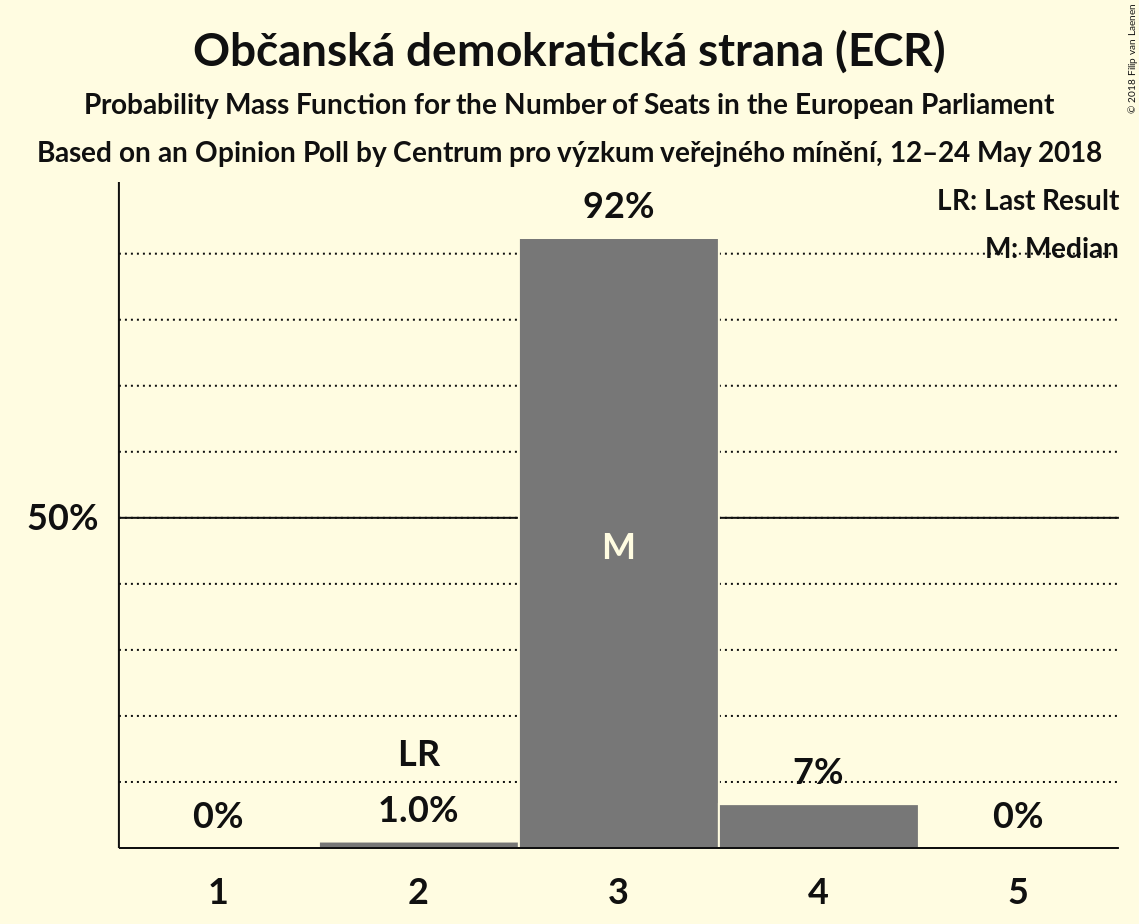 Občanská demokratická strana (ECR)
Probability Mass Function for the Number of Seats in the European Parliament
Based on an Opinion Poll by Centrum pro výzkum veřejného mínění, 12–24 May 2018
© 2018 Filip van Laenen
LR: Last Result
M: Median
92%
50%
M
LR
7%
0%
1.0%
0%
1
2
3
4
5